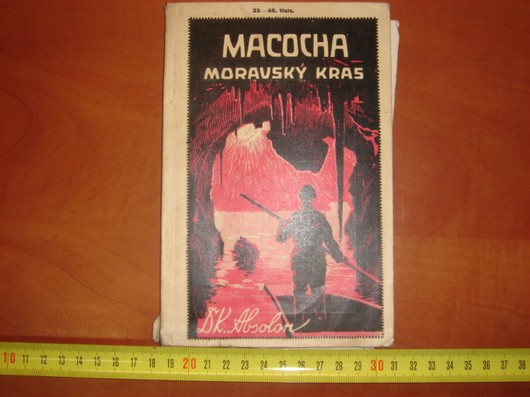 25. - 40. tisíc.
MACOCHA
MORAVSKÝ KRAS
Dr K. Absolon
10 11 12 13 14 15 16 17 18 19 20 21 22 23 24 25 26 27 28 29 30 31 32 33 34 35 36 37 38